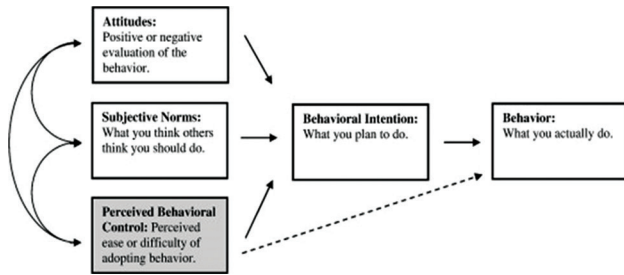 Attitudes:
Positive or negative
evaluation of the
behavior.
Subjective Norms:
What you think others
think you should do.
Perceived Behavioral
Control: Perceived
ease or difficulty of
adopting behavior.
Behavioral Intention:
What you plan to do.
Behavior:
What you actually do.